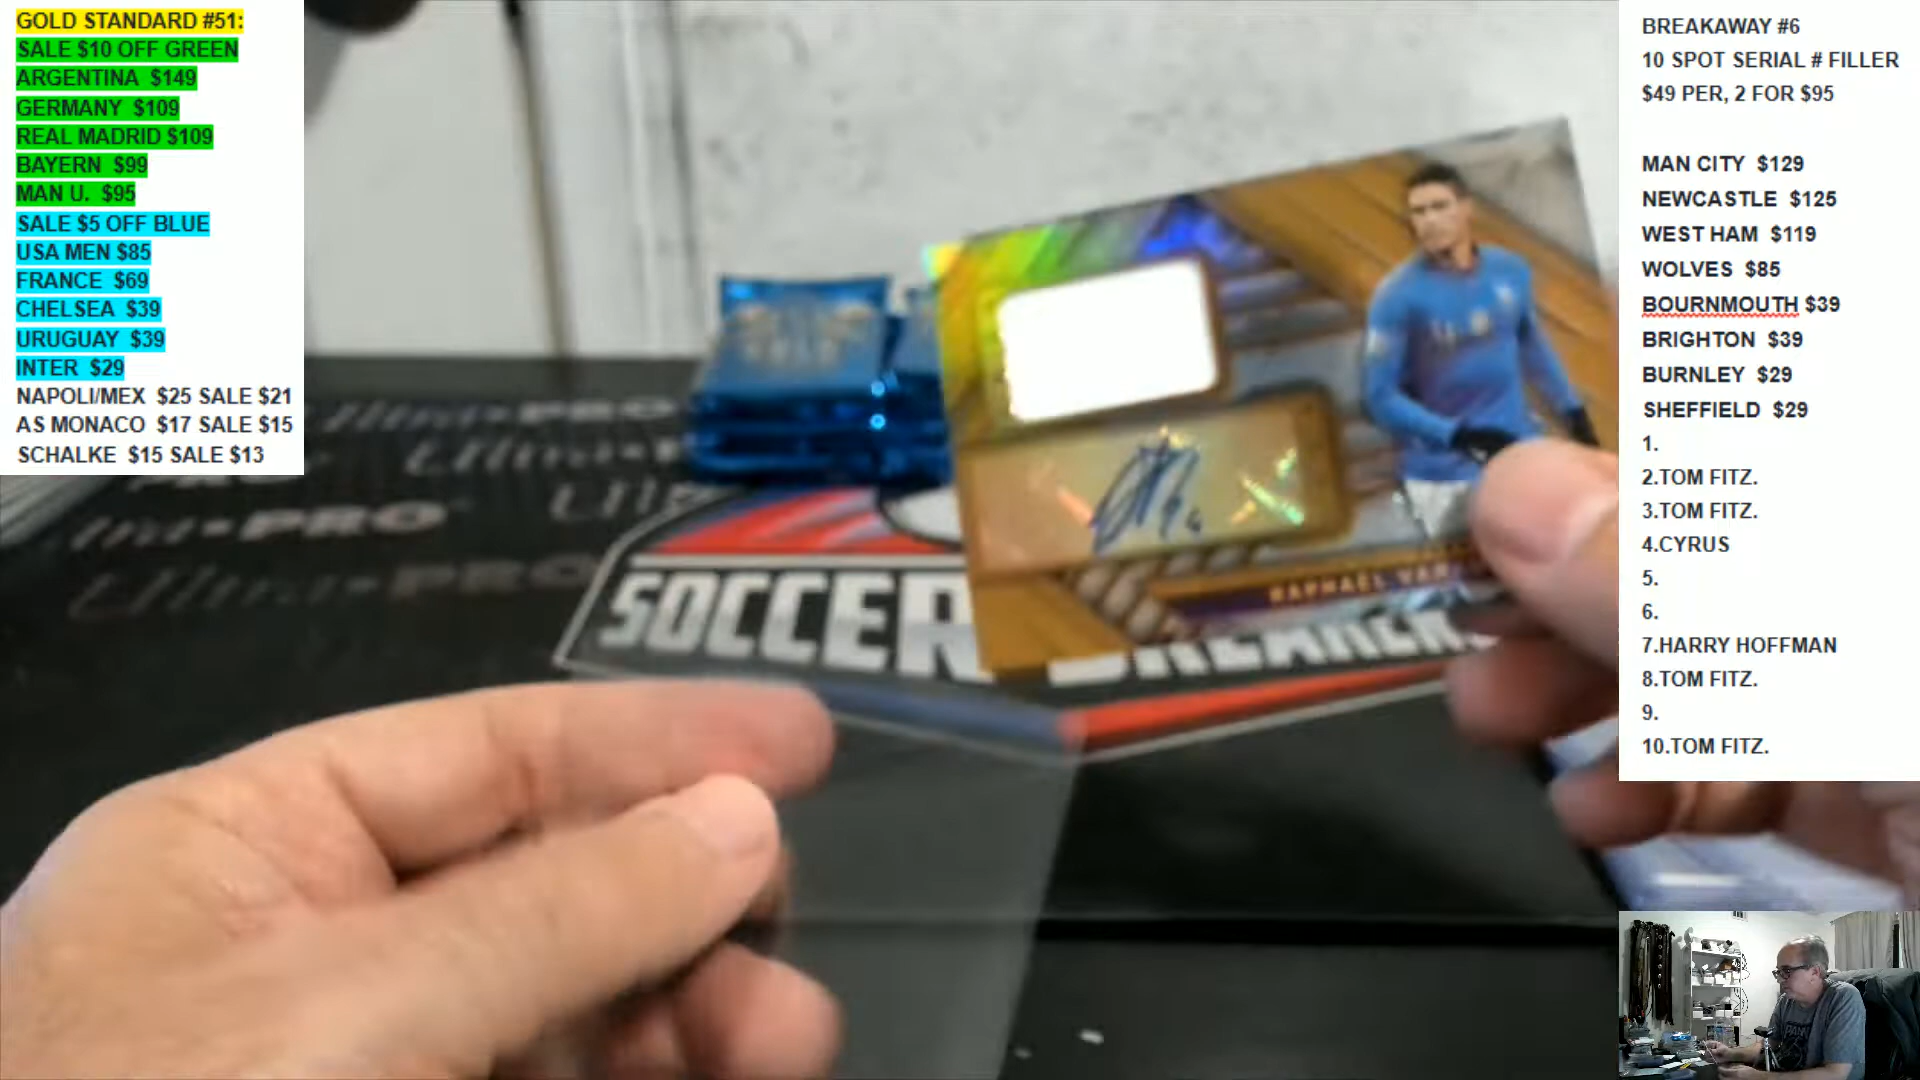 GOLD STANDARD #51:
SALE $10 OFF GREEN
ARGENTINA $149
GERMANY $109
REAL MADRID $109
BAYERN $99
MAN U. $95
SALE $5 OFF BLUE
USA MEN $85
FRANCE $69
CHELSEA $39
URUGUAY $39
INTER $29
NAPOLI/MEX $25 SALE $21
AS MONACO $17 SALE $15
SCHALKE $15 SALE $13
Ultra•PRO
Ultra•PRO
SOCCER
RAPHAËL
BREAKAWAY #6
10 SPOT SERIAL # FILLER
$49 PER, 2 FOR $95
MAN CITY $129
NEWCASTLE $125
WEST HAM $119
WOLVES $85
BOURNMOUTH $39
BRIGHTON $39
BURNLEY $29
SHEFFIELD $29
1.
2.TOM FITZ.
3.TOM FITZ.
4.CYRUS
5.
6.
7.HARRY HOFFMAN
8.TOM FITZ.
9.
10.TOM FITZ.